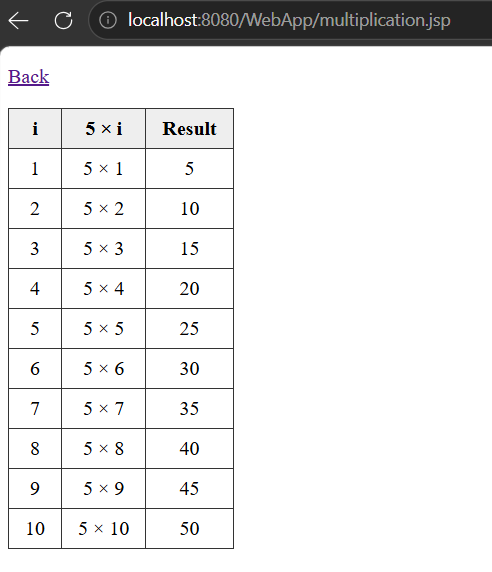 localhost:8080/WebApp/multiplication.jsp
Back
i 5 × i Result
1 5 × 1 5
2 5 × 2 10
3 5 × 3 15
4 5 × 4 20
5 5 × 5 25
6 5 × 6 30
7 5 × 7 35
8 5 × 8 40
9 5 × 9 45
10 5 × 10 50